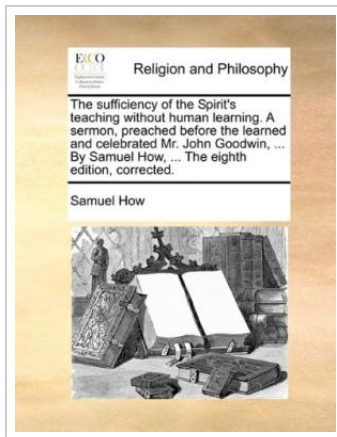 ECCO
Religion and Philosophy
The sufficiency of the Spirit's
teaching without human learning. A
sermon, preached before the learned
and celebrated Mr. John Goodwin, ...
By Samuel How, ... The eighth
edition, corrected.
Samuel How